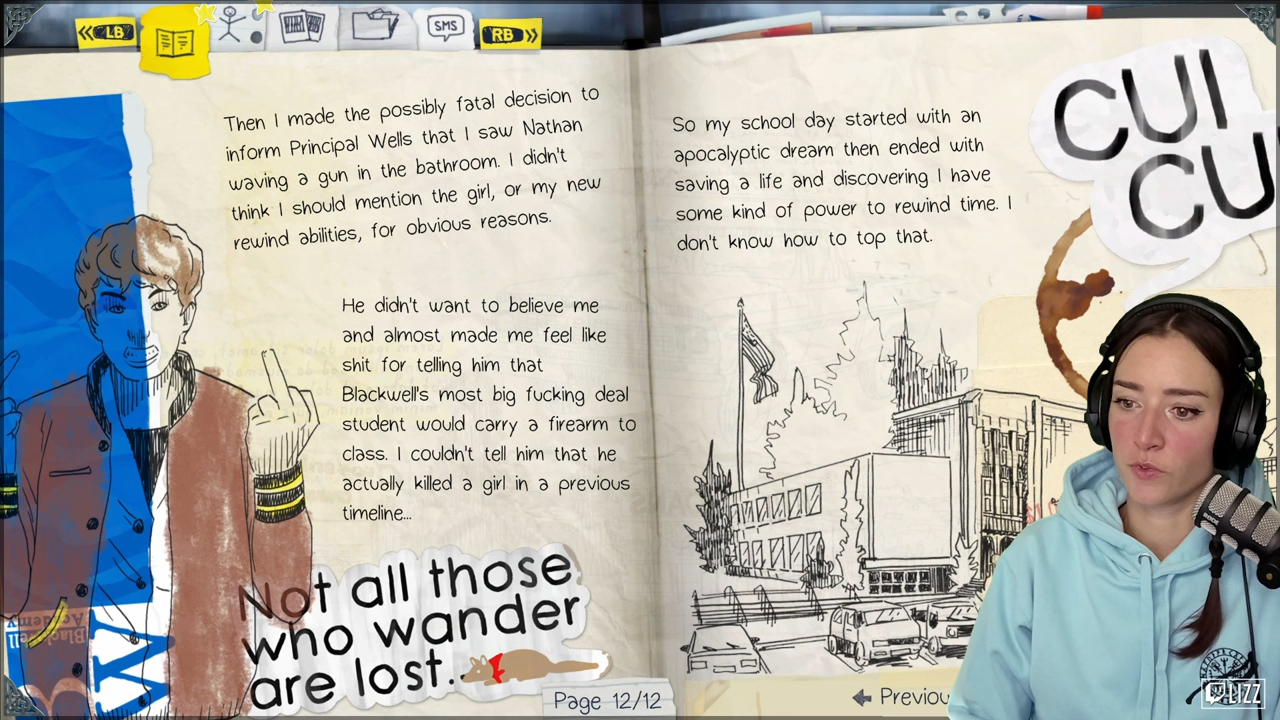 LB
SMS
RB
Then I made the possibly fatal decision to
inform Principal Wells that I saw Nathan
waving a gun in the bathroom. I didn't
think I should mention the girl, or my new
rewind abilities, for obvious reasons.
He didn't want to believe me
and almost made me feel like
shit for telling him that
Blackwell's most big fucking deal
student would carry a firearm to
class. I couldn't tell him that he
actually killed a girl in a previous
timeline...
Not all those
who wander
are lost.
Page 12/12
So my school day started with an
apocalyptic dream then ended with
saving a life and discovering I have
some kind of power to rewind time. I
don't know how to top that.
CUI
CU
Previou
LIZZ